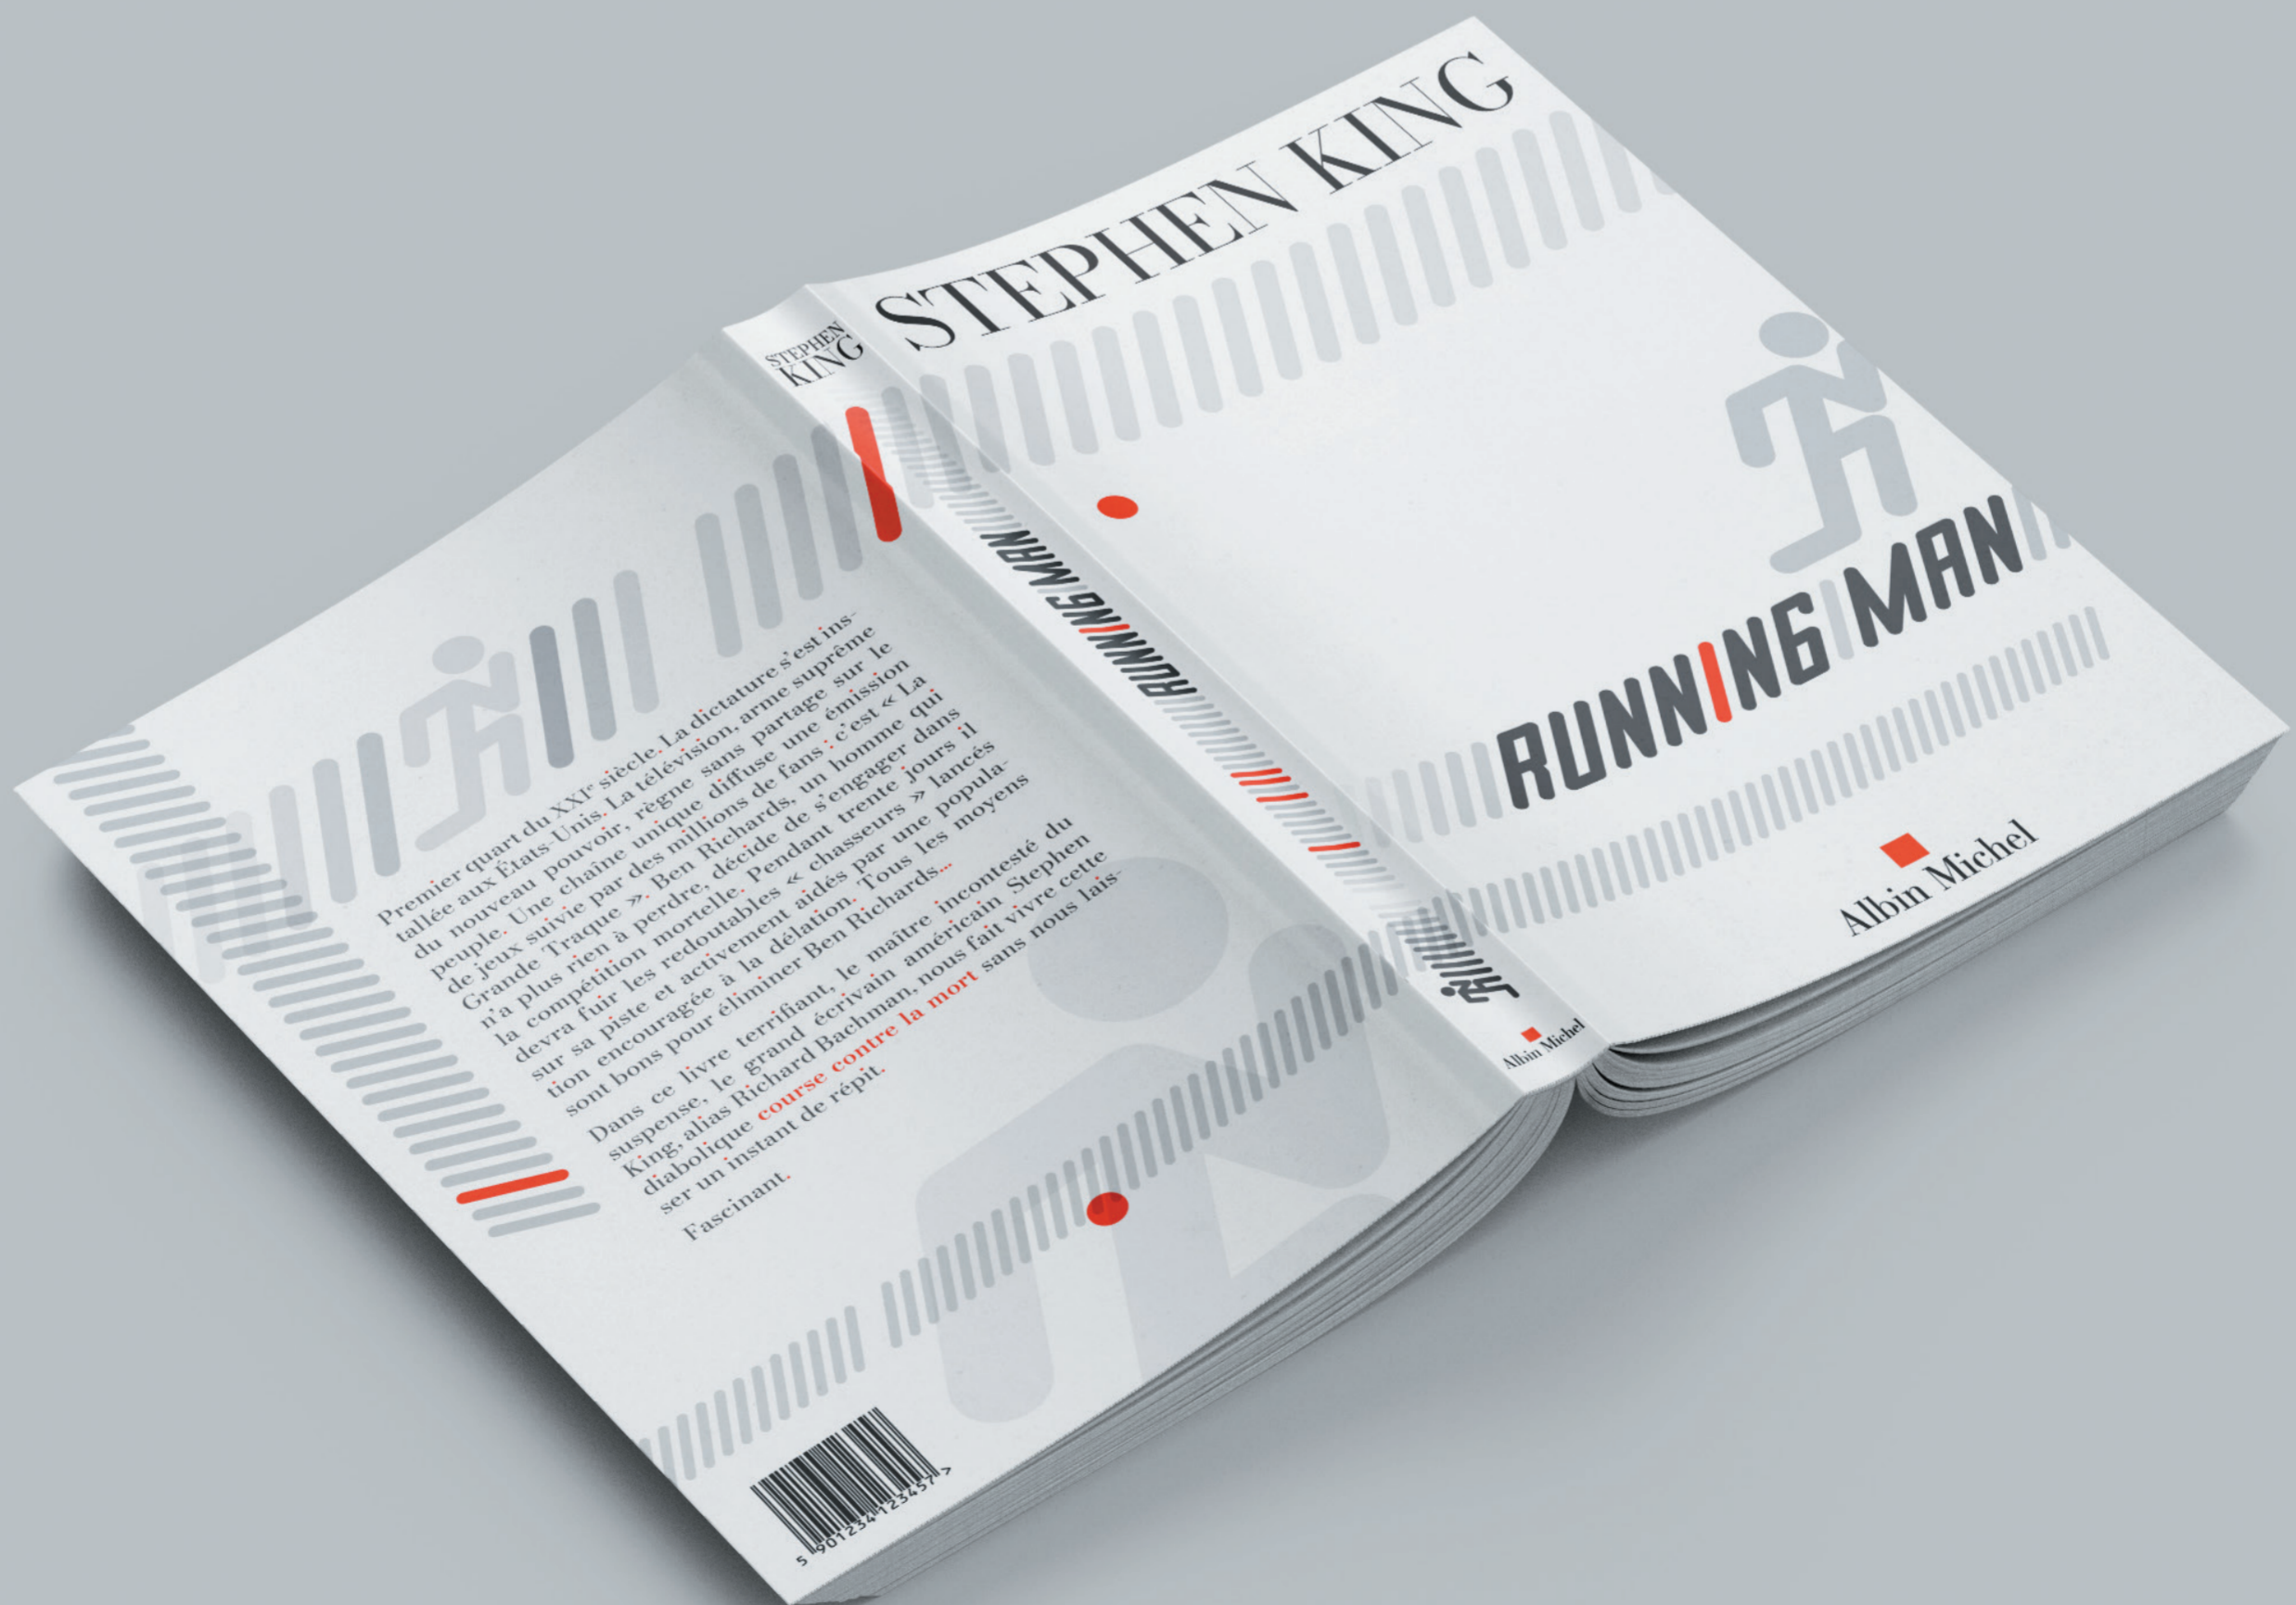 STEPHEN KING
RUNNING MAN
Albin Michel
STEPHEN
KING
RUNNING MAN
Albin Michel
Premier quart du XXIe siècle. La dictature s'est ins-
tallée aux États-Unis. La télévision, arme suprême
du nouveau pouvoir, règne sans partage sur le
peuple. Une chaîne unique diffuse une émission
de jeux suivie par des millions de fans : c'est « La
Grande Traque ». Ben Richards, un homme qui
n'a plus rien à perdre, décide de s'engager dans
la compétition mortelle. Pendant trente jours il
devra fuir les redoutables « chasseurs » lancés
sur sa piste et activement aidés par une popula-
tion encouragée à la délation. Tous les moyens
sont bons pour éliminer Ben Richards...
Dans ce livre terrifiant, le maître incontesté du
suspense, le grand écrivain américain Stephen
King, alias Richard Bachman, nous fait vivre cette
diabolique course contre la mort sans nous lais-
ser un instant de répit.
Fascinant.
5 901234 123457 >